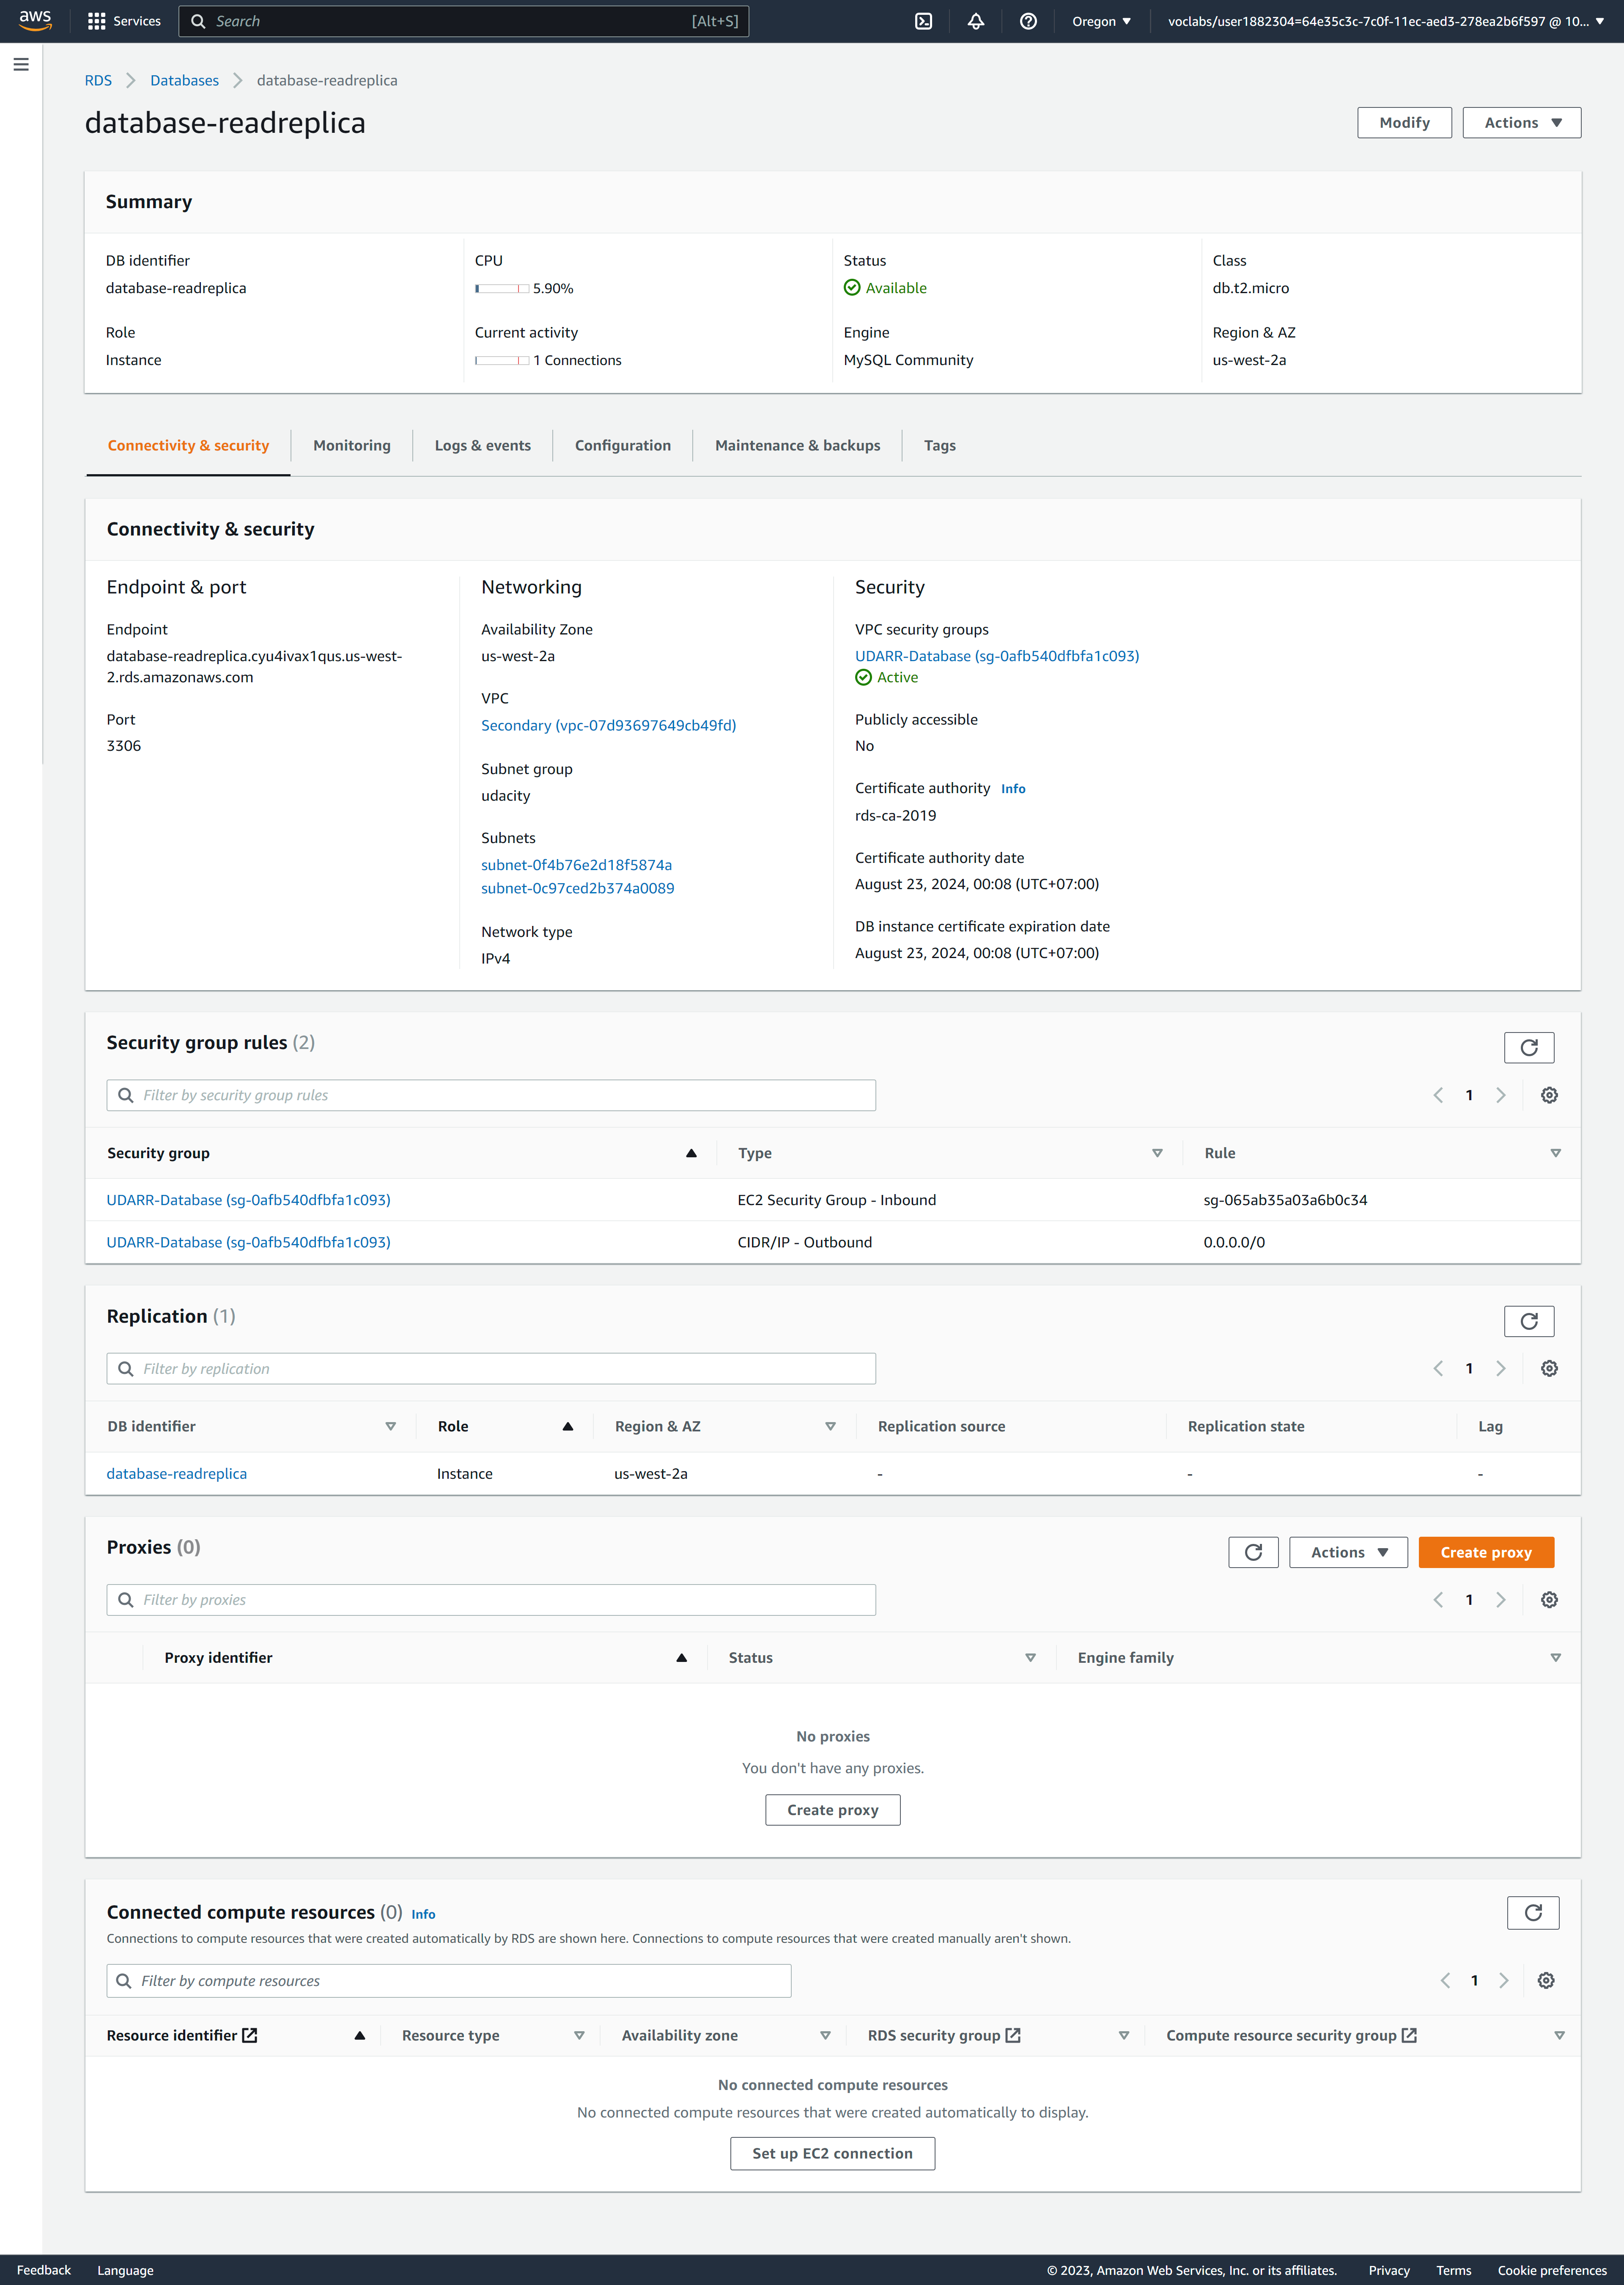 aws
Services
Search
[Alt+S]
Oregon
voclabs/user1882304=64e35c3c-7c0f-11ec-aed3-278ea2b6f597 @ 10...
RDS
Databases
database-readreplica
database-readreplica
Modify
Actions
Summary
DB identifier
database-readreplica
CPU
5.90%
Status
Available
Class
db.t2.micro
Role
Instance
Current activity
1 Connections
Engine
MySQL Community
Region & AZ
us-west-2a
Connectivity & security
Monitoring
Logs & events
Configuration
Maintenance & backups
Tags
Connectivity & security
Endpoint & port
Endpoint
database-readreplica.cyu4ivax1qus.us-west-
2.rds.amazonaws.com
Port
3306
Networking
Availability Zone
us-west-2a
VPC
Secondary (vpc-07d93697649cb49fd)
Subnet group
udacity
Subnets
subnet-0f4b76e2d18f5874a
subnet-0c97ced2b374a0089
Network type
IPv4
Security
VPC security groups
UDARR-Database (sg-0afb540dfbfa1c093)
Active
Publicly accessible
No
Certificate authority Info
rds-ca-2019
Certificate authority date
August 23, 2024, 00:08 (UTC+07:00)
DB instance certificate expiration date
August 23, 2024, 00:08 (UTC+07:00)
Security group rules (2)
Filter by security group rules
1
Security group
Type
Rule
UDARR-Database (sg-0afb540dfbfa1c093)
EC2 Security Group - Inbound
sg-065ab35a03a6b0c34
UDARR-Database (sg-0afb540dfbfa1c093)
CIDR/IP - Outbound
0.0.0.0/0
Replication (1)
Filter by replication
1
DB identifier
Role
Region & AZ
Replication source
Replication state
Lag
database-readreplica
Instance
us-west-2a
-
-
-
Proxies (0)
Actions
Create proxy
Filter by proxies
1
Proxy identifier
Status
Engine family
No proxies
You don't have any proxies.
Create proxy
Connected compute resources (0) Info
Connections to compute resources that were created automatically by RDS are shown here. Connections to compute resources that were created manually aren't shown.
Filter by compute resources
1
Resource identifier
Resource type
Availability zone
RDS security group
Compute resource security group
No connected compute resources
No connected compute resources that were created automatically to display.
Set up EC2 connection
Feedback
Language
© 2023, Amazon Web Services, Inc. or its affiliates.
Privacy
Terms
Cookie preferences